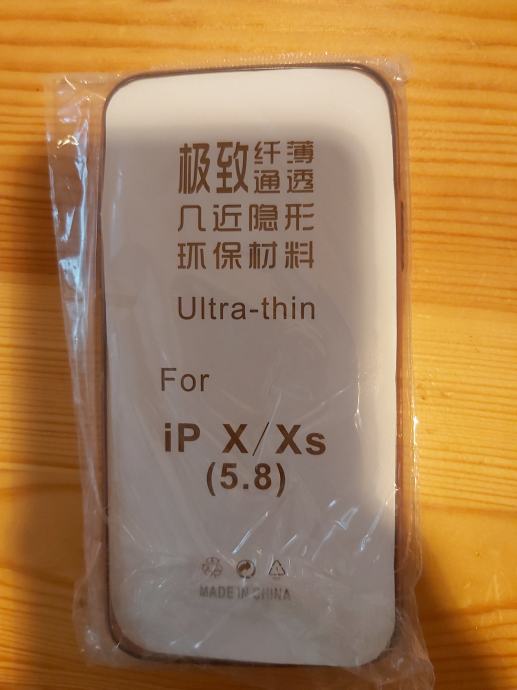 极致纤薄
通透
几近隐形
环保材料
Ultra-thin
For
iP X/Xs
(5.8)
MADE IN CHINA